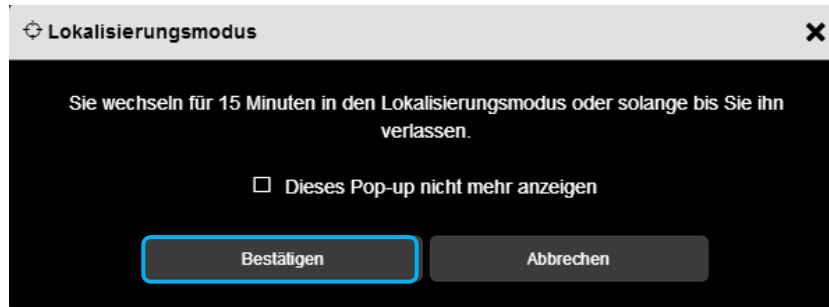 Lokalisierungsmodus
Sie wechseln für 15 Minuten in den Lokalisierungsmodus oder solange bis Sie ihn
verlassen.
Dieses Pop-up nicht mehr anzeigen
Bestätigen Abbrechen